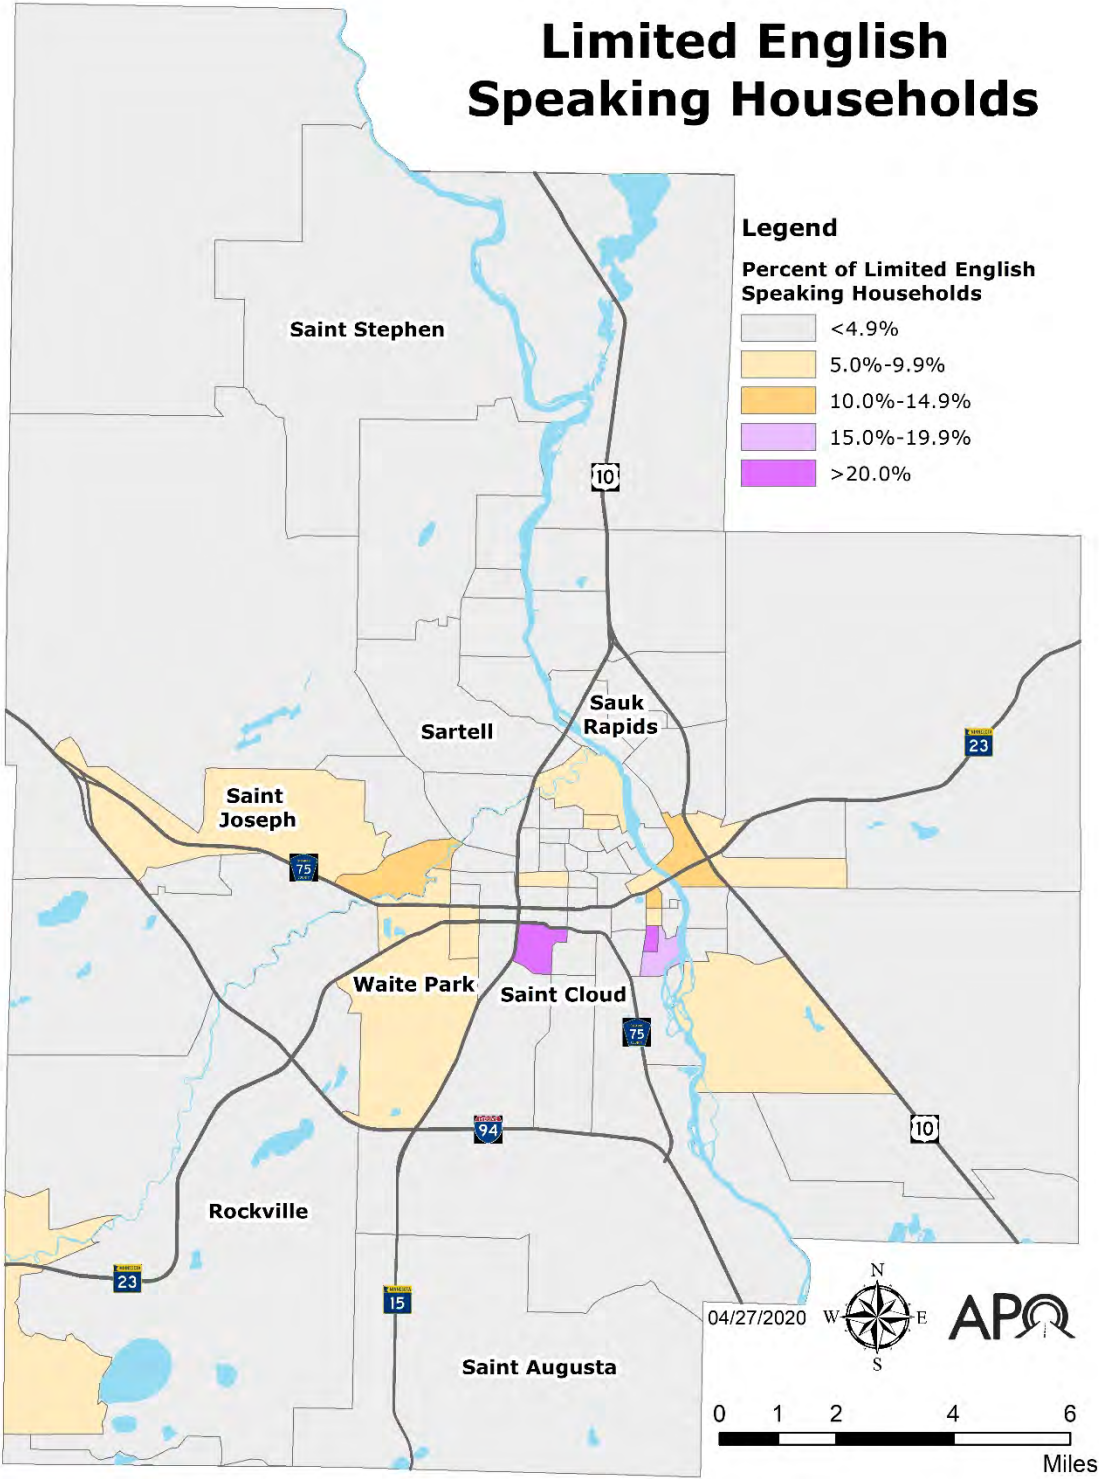 Limited English
Speaking Households
Legend
Percent of Limited English
Speaking Households
<4.9%
5.0%-9.9%
10.0%-14.9%
15.0%-19.9%
>20.0%
Saint Stephen
10
Sauk
Rapids
Sartell
23
Saint
Joseph
75
Waite Park
Saint Cloud
75
94
10
Rockville
23
15
Saint Augusta
04/27/2020
N
W
E
S
APO
0 1 2 4 6
Miles